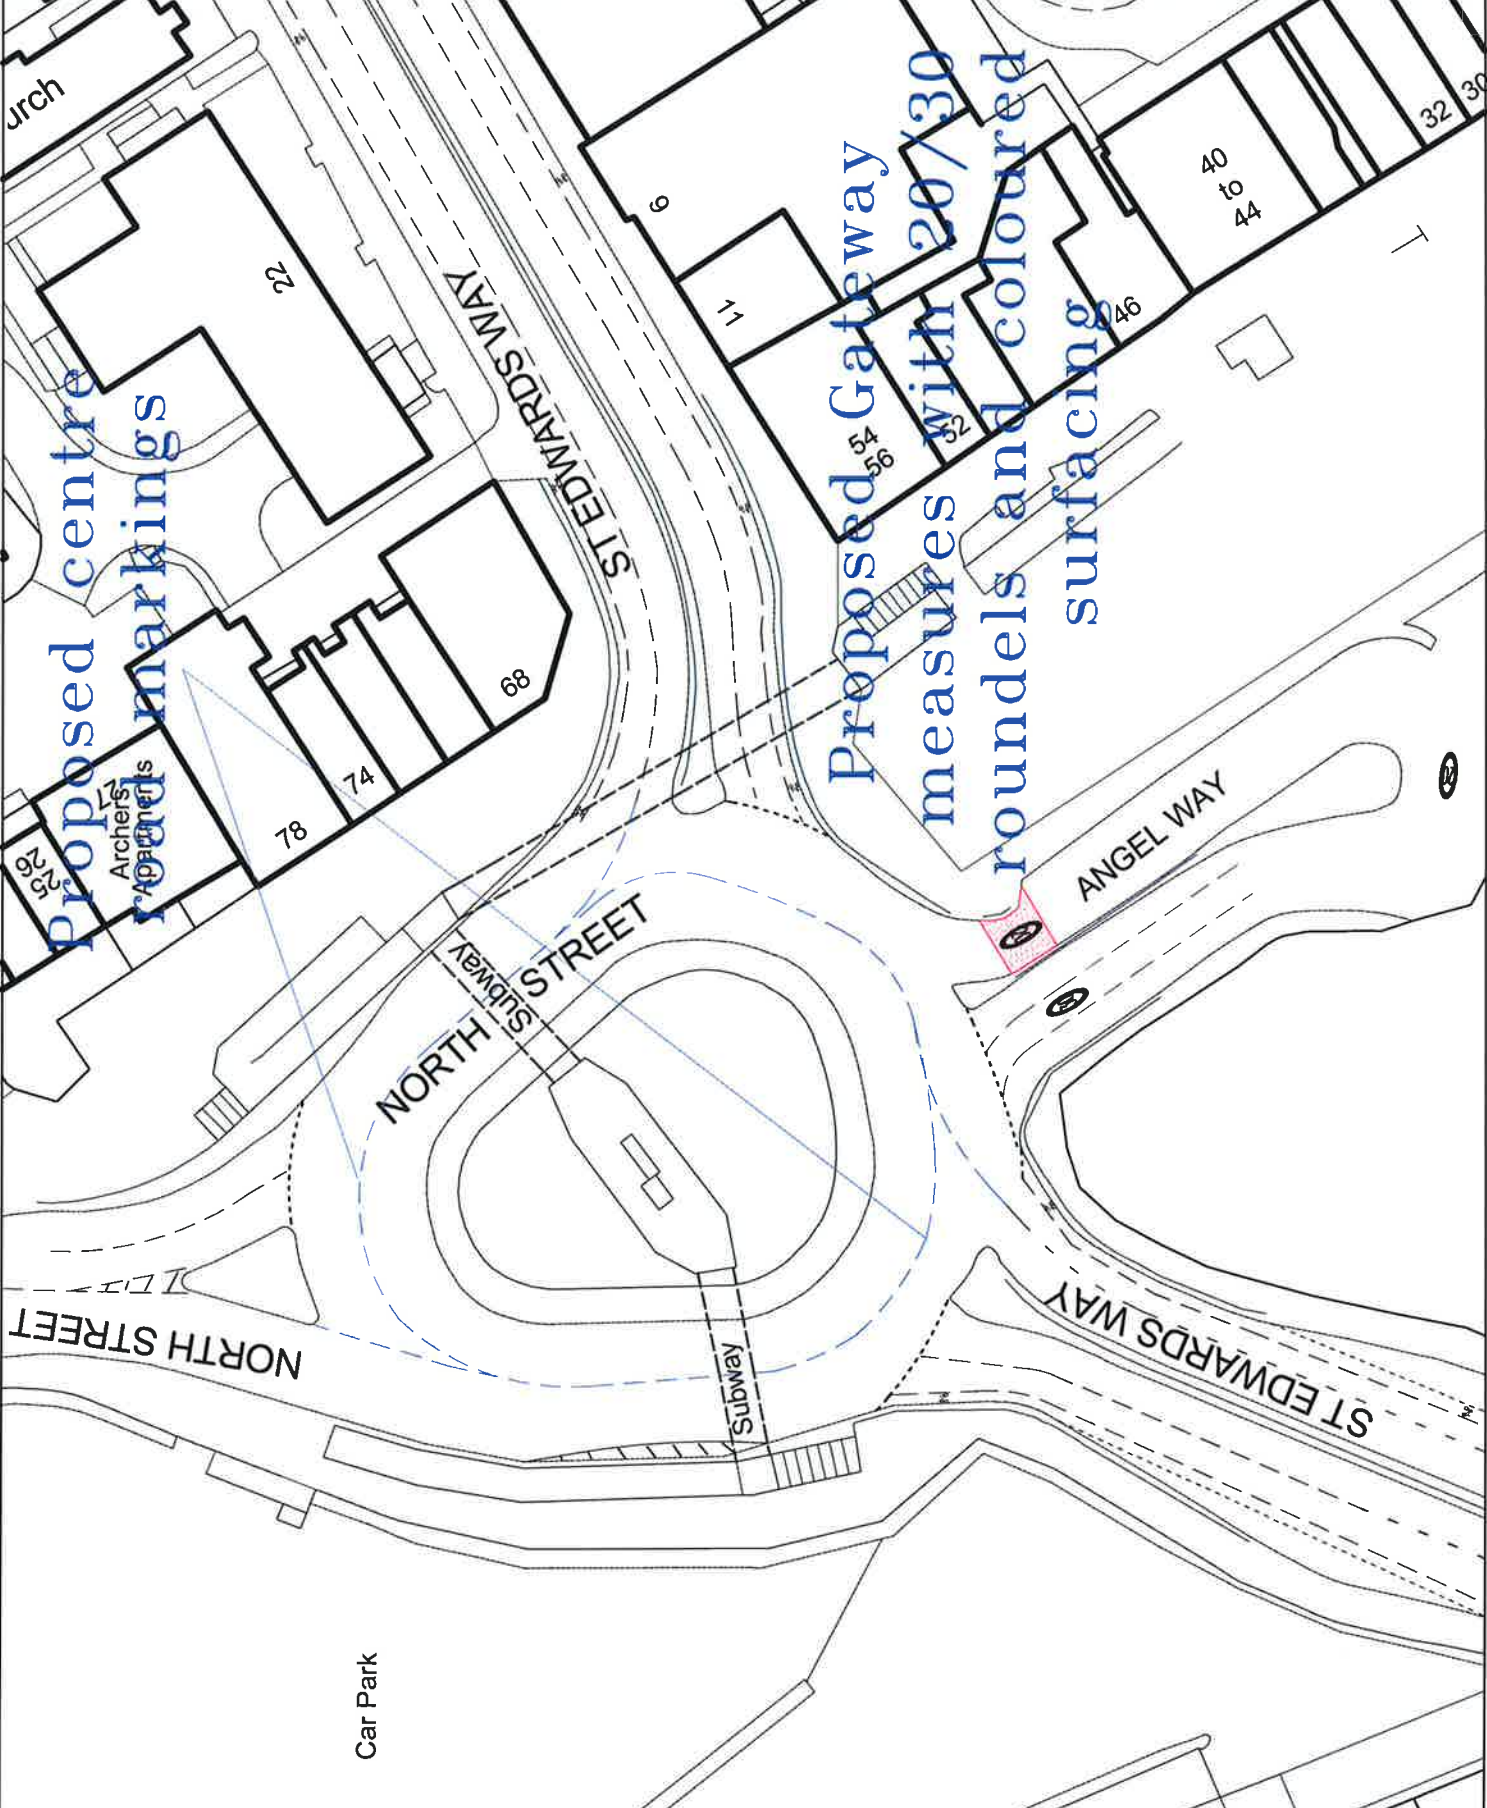 urch
22
Proposed centre
road markings
25
26
27
Archers
Apartments
78
74
68
ST EDWARDS WAY
9
11
54
56
52
46
40
to
44
32
30
Proposed Gateway
measures with 20/30
roundels and coloured
surfacing
ANGEL WAY
NORTH STREET
Subway
NORTH STREET
Subway
ST EDWARDS WAY
Car Park